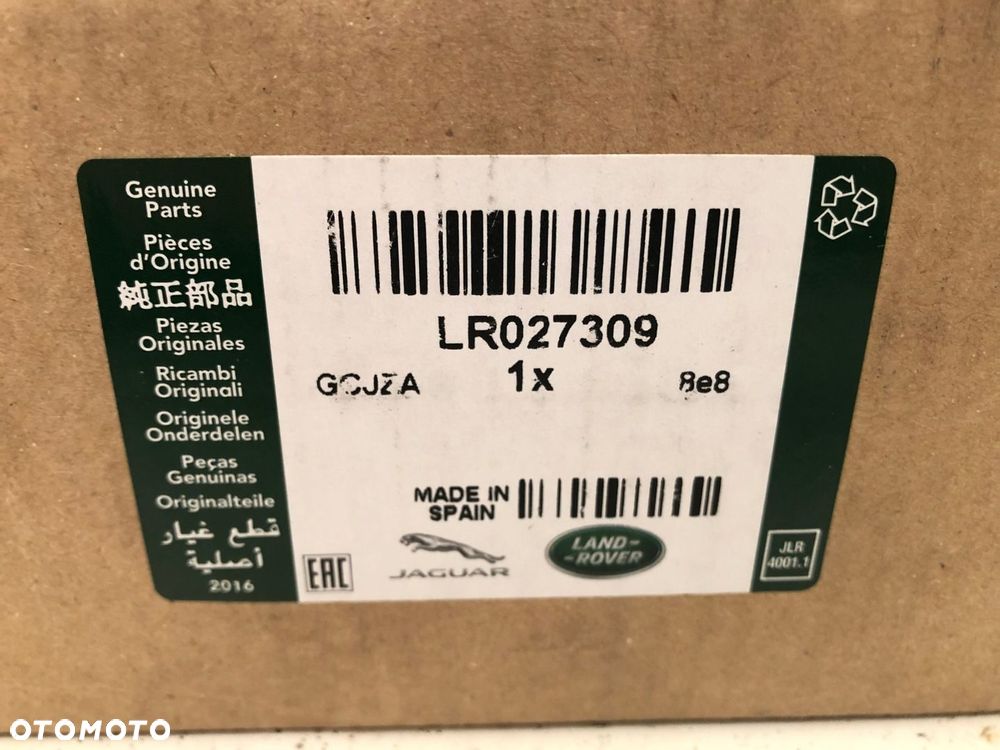 Genuine
Parts
Pièces
d'Origine
純正部品
Piezas
Originales
Ricambi
Originali
Originele
Onderdelen
Peças
Genuinas
Originalteile
قطع غيار
أصلية
2016
LR027309
GCJZA 1x 8e8
MADE IN
SPAIN
EAC
JAGUAR
LAND-
-ROVER
JLR
4001.1
OTOMOTO